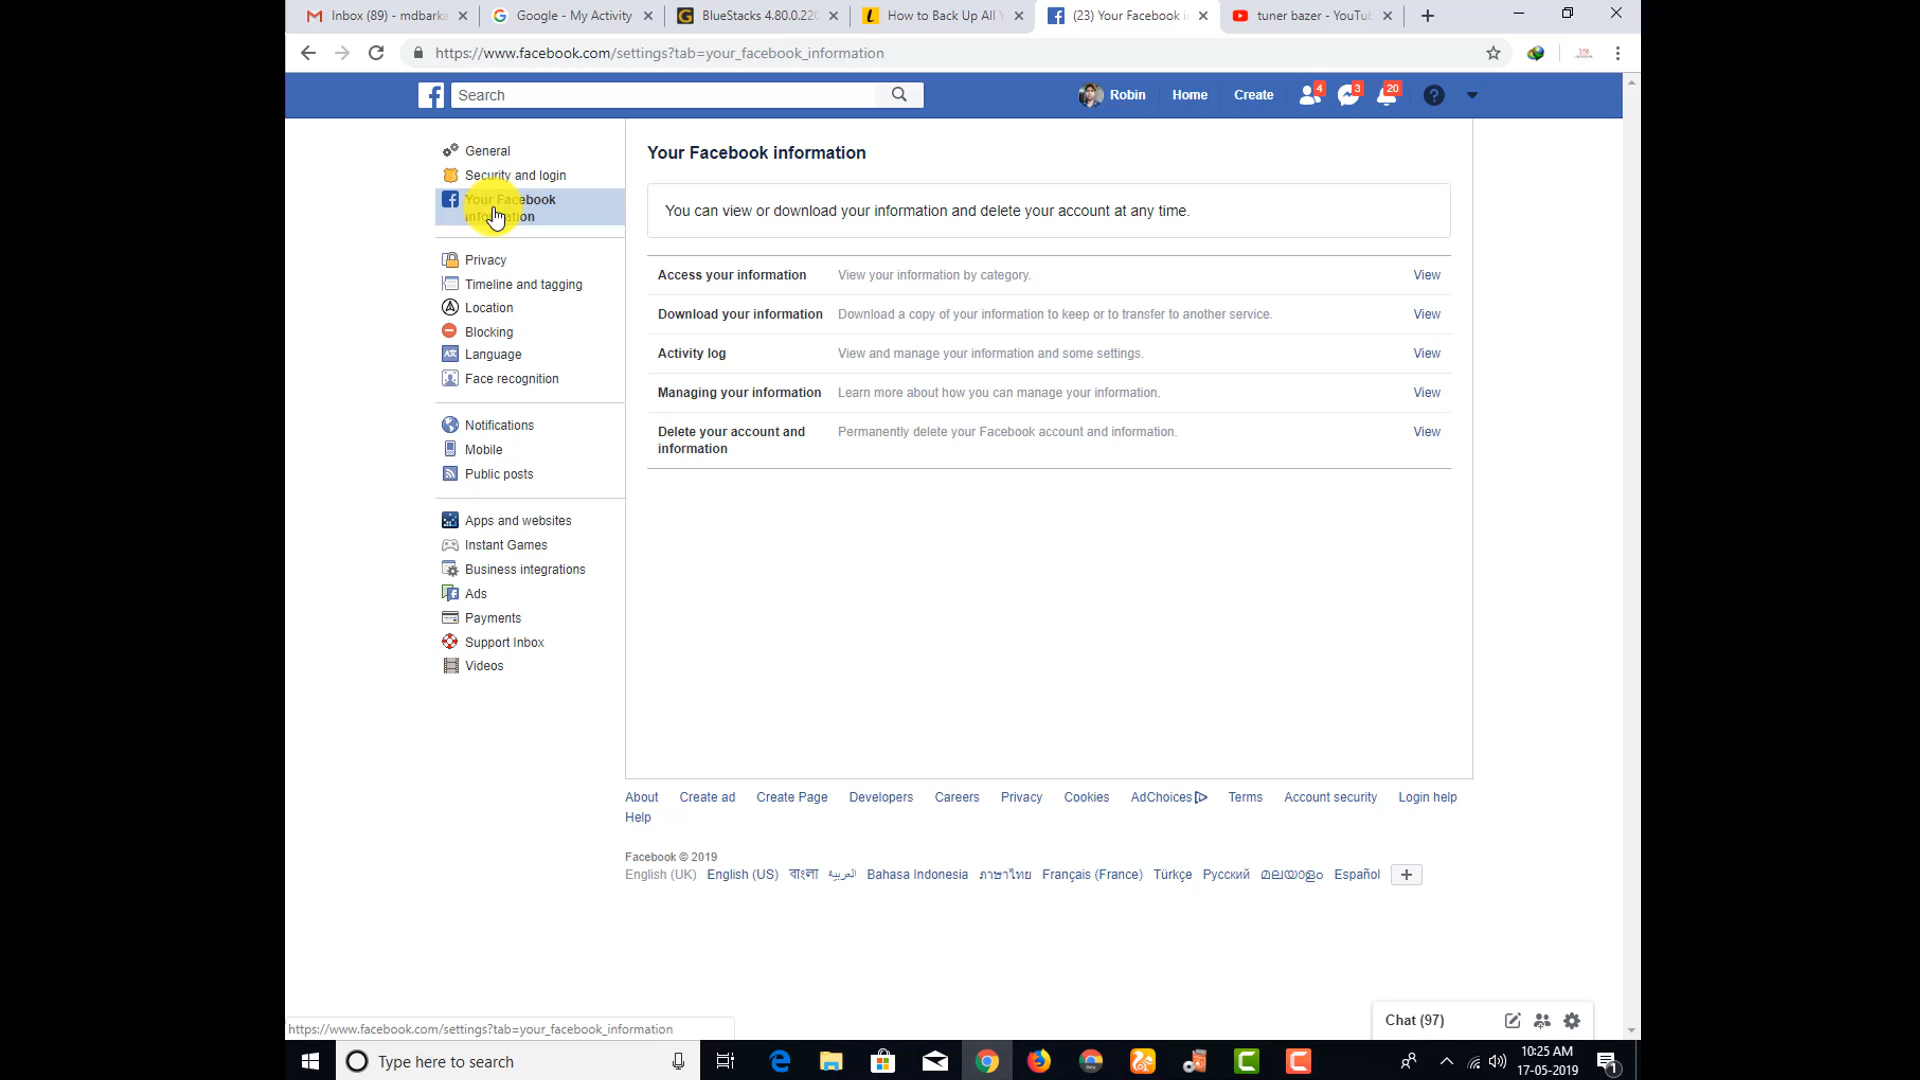 Inbox (89) - mdbarka
Google - My Activity
BlueStacks 4.80.0.220
How to Back Up All Y
(23) Your Facebook i
tuner bazer - YouTub
https://www.facebook.com/settings?tab=your_facebook_information
Search
Robin
Home
Create
4
3
20
General
Security and login
Your Facebook
information
Privacy
Timeline and tagging
Location
Blocking
Language
Face recognition
Notifications
Mobile
Public posts
Apps and websites
Instant Games
Business integrations
Ads
Payments
Support Inbox
Videos
Your Facebook information
You can view or download your information and delete your account at any time.
Access your information View your information by category. View
Download your information Download a copy of your information to keep or to transfer to another service. View
Activity log View and manage your information and some settings. View
Managing your information Learn more about how you can manage your information. View
Delete your account and Permanently delete your Facebook account and information. View
information
About Create ad Create Page Developers Careers Privacy Cookies AdChoices Terms Account security Login help
Help
Facebook © 2019
English (UK) English (US) বাংলা العربية Bahasa Indonesia ภาษาไทย Français (France) Türkçe Русский മലയാളം Español
Chat (97)
https://www.facebook.com/settings?tab=your_facebook_information
Type here to search
10:25 AM
17-05-2019
1